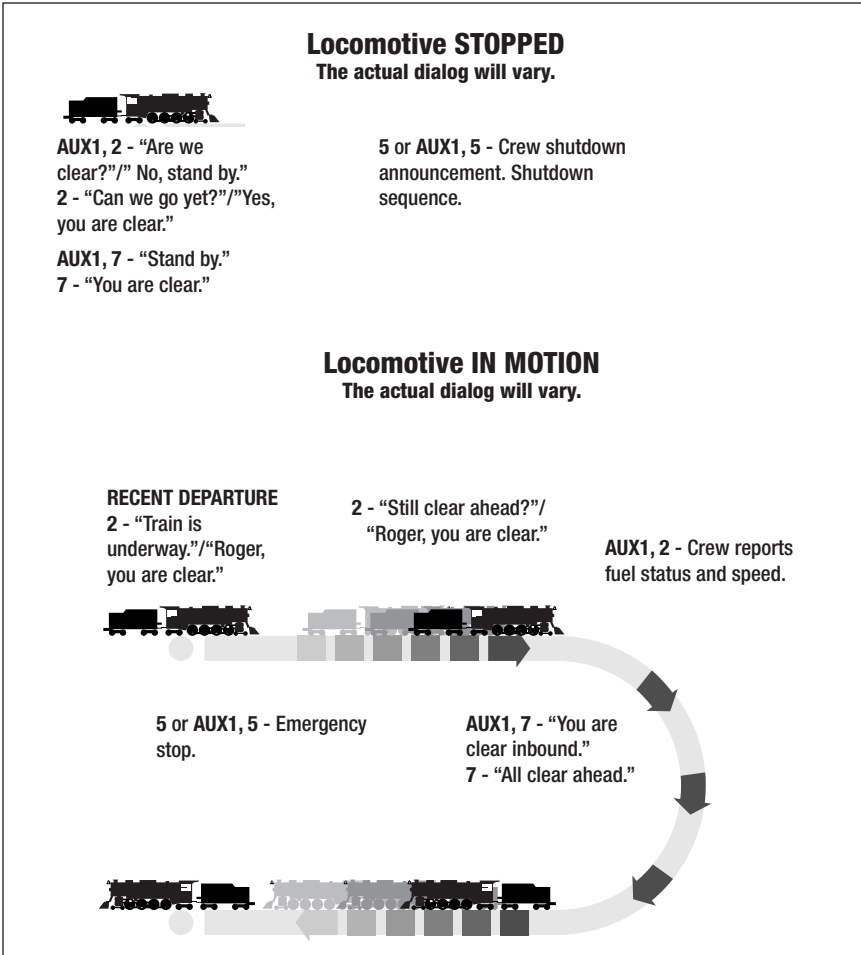 Locomotive STOPPED
The actual dialog will vary.
AUX1, 2 - “Are we
clear?”/” No, stand by.”
2 - “Can we go yet?”/”Yes,
you are clear.”
AUX1, 7 - “Stand by.”
7 - “You are clear.”
5 or AUX1, 5 - Crew shutdown
announcement. Shutdown
sequence.
Locomotive IN MOTION
The actual dialog will vary.
RECENT DEPARTURE
2 - “Train is
underway.”/“Roger,
you are clear.”
2 - “Still clear ahead?”/
“Roger, you are clear.”
AUX1, 2 - Crew reports
fuel status and speed.
5 or AUX1, 5 - Emergency
stop.
AUX1, 7 - “You are
clear inbound.”
7 - “All clear ahead.”